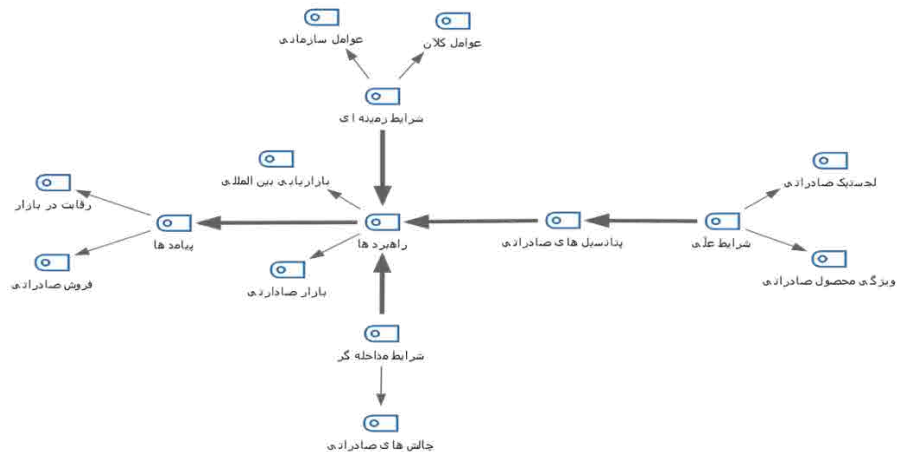 عوامل سازمانی
عوامل کلان
شرایط زمینه ای
لجستیک صادراتی
بازاریابی بین المللی
رقابت در بازار
شرایط علّی
پتانسیل های صادراتی
راهبرد ها
پیامد ها
ویژگی محصول صادراتی
فروش صادراتی
بازار صادارتی
شرایط مداخله گر
چالش های صادراتی